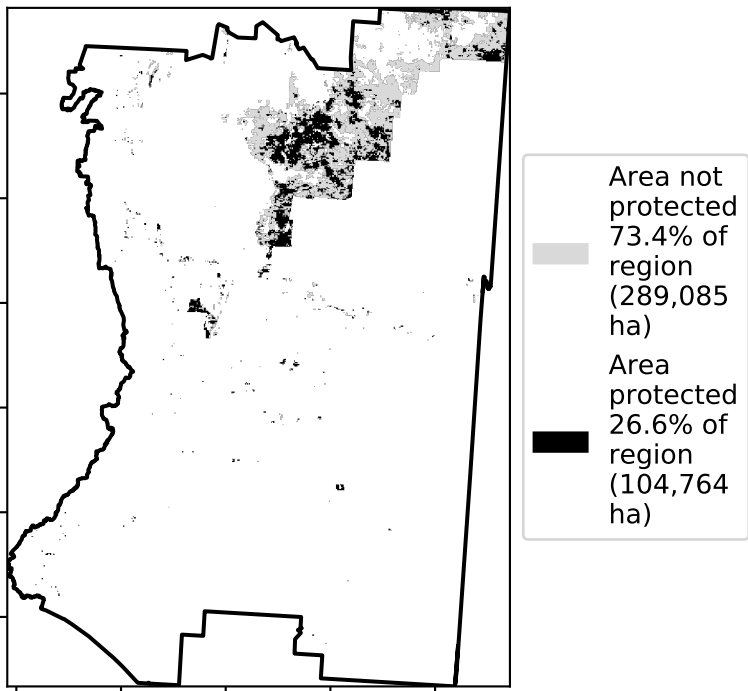 Area not
protected
73.4% of
region
(289,085
ha)
Area
protected
26.6% of
region
(104,764
ha)